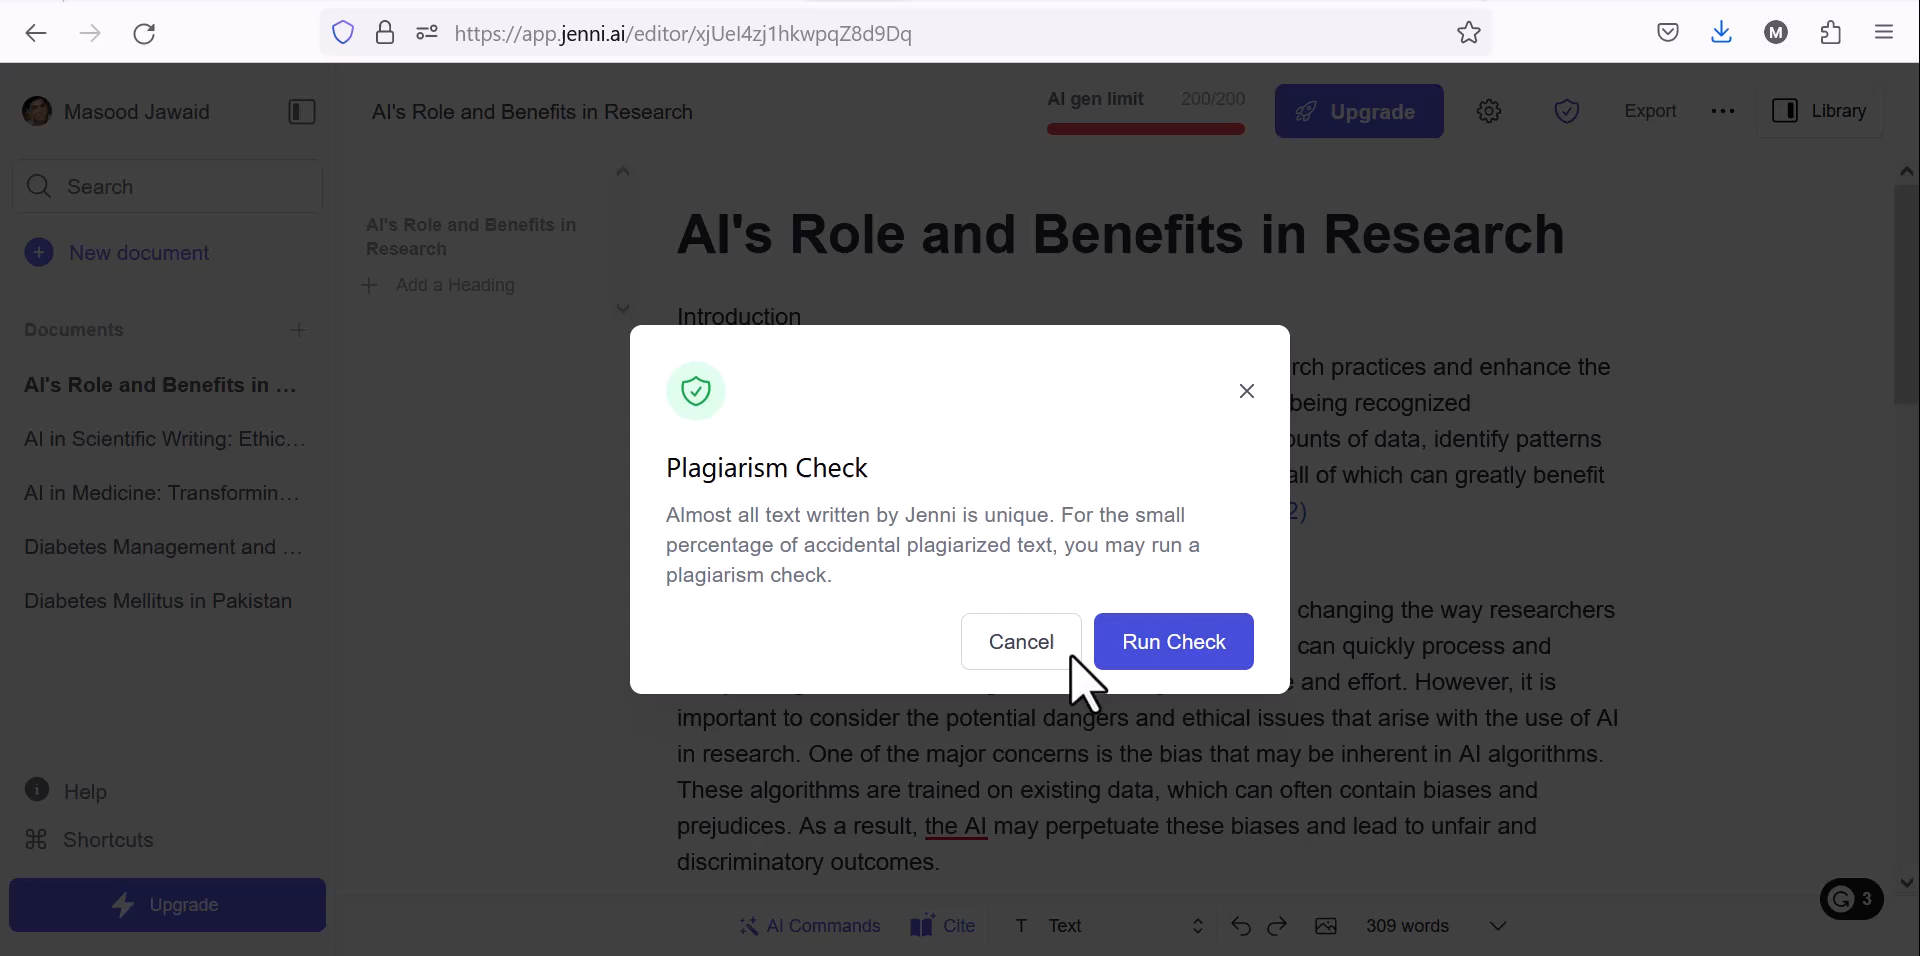 https://app.jenni.ai/editor/xjUel4zj1hkwpqZ8d9Dq
M
Masood Jawaid
AI's Role and Benefits in Research
AI gen limit 200/200
Upgrade
Export
Library
Search
New document
Documents
AI's Role and Benefits in ...
AI in Scientific Writing: Ethic...
AI in Medicine: Transformin...
Diabetes Management and ...
Diabetes Mellitus in Pakistan
Help
Shortcuts
Upgrade
AI's Role and Benefits in
Research
Add a Heading
AI's Role and Benefits in Research
Introduction
rch practices and enhance the
being recognized
ounts of data, identify patterns
all of which can greatly benefit
2)
Plagiarism Check
Almost all text written by Jenni is unique. For the small
percentage of accidental plagiarized text, you may run a
plagiarism check.
Cancel
Run Check
changing the way researchers
can quickly process and
and effort. However, it is
important to consider the potential dangers and ethical issues that arise with the use of AI
in research. One of the major concerns is the bias that may be inherent in AI algorithms.
These algorithms are trained on existing data, which can often contain biases and
prejudices. As a result, the AI may perpetuate these biases and lead to unfair and
discriminatory outcomes.
AI Commands
Cite
T Text
309 words
G 3